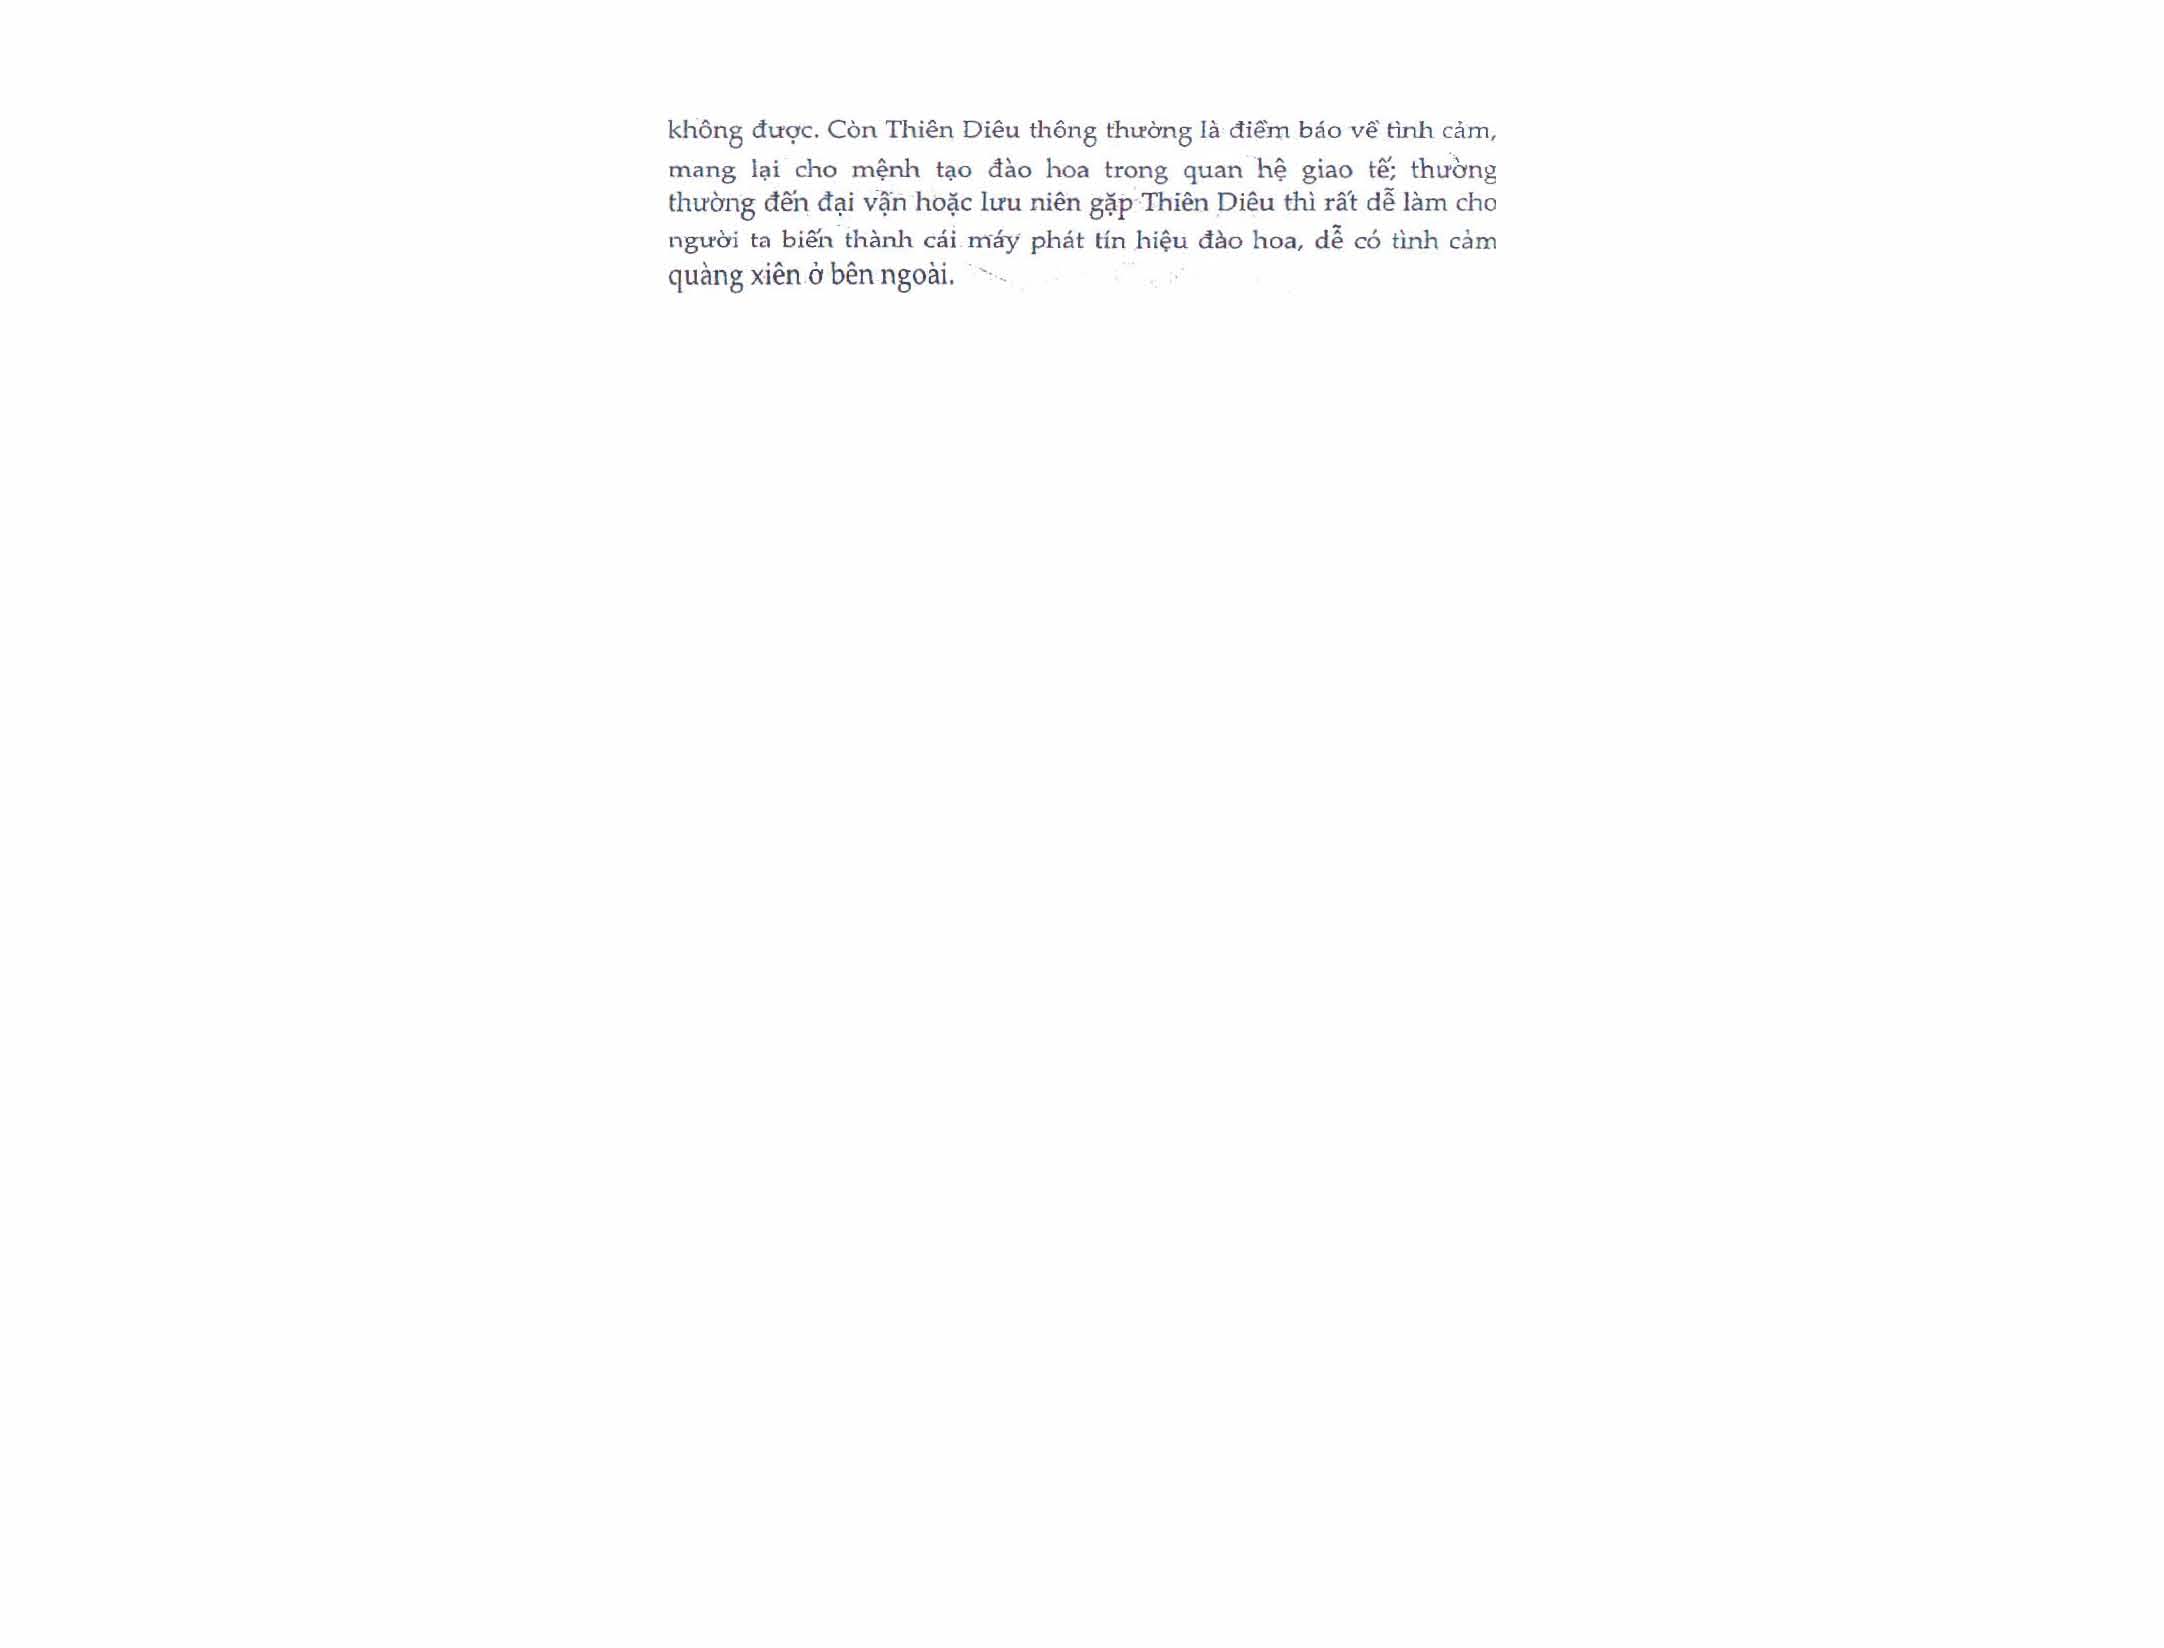 không được. Còn Thiên Diêu thông thường là điềm báo về tình cảm,
mang lại cho mệnh tạo đào hoa trong quan hệ giao tế; thường
thường đến đại vận hoặc lưu niên gặp Thiên Diêu thì rất dễ làm cho
người ta biến thành cái máy phát tín hiệu đào hoa, dễ có tình cảm
quàng xiên ở bên ngoài.